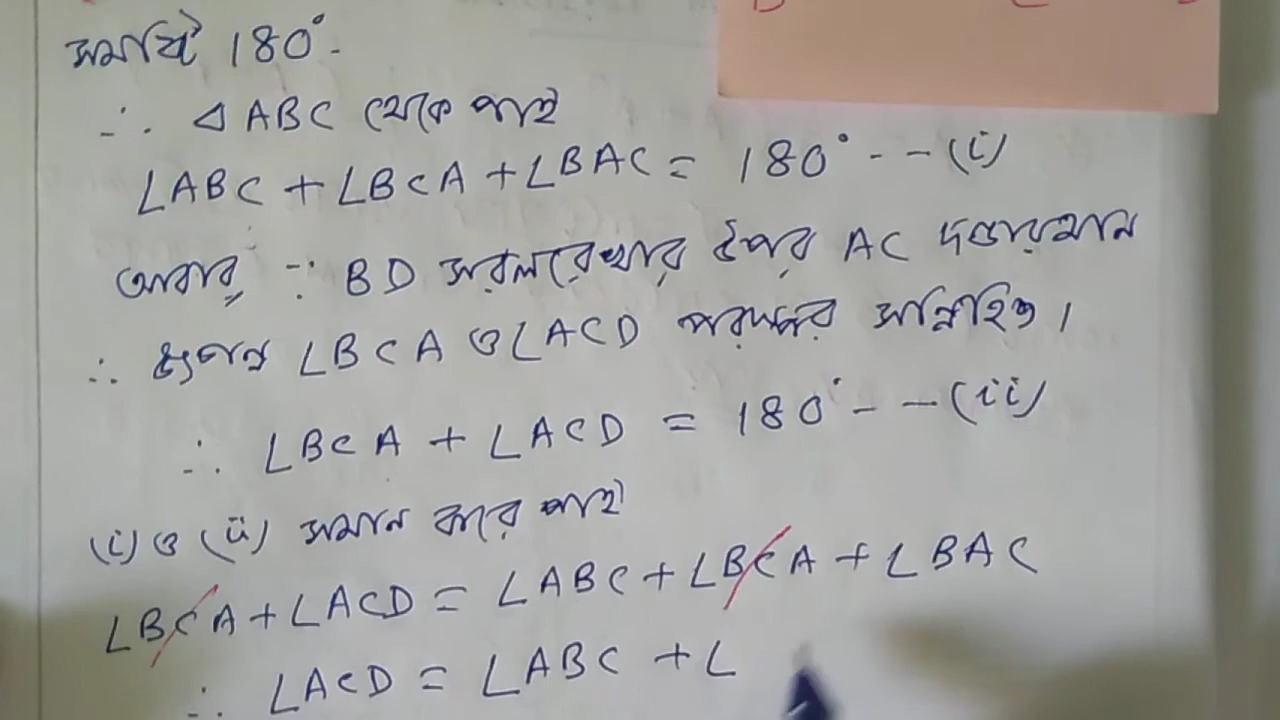 সমষ্টি 180°.
∴ △ABC থেকে পাই
∠ABC + ∠BCA + ∠BAC = 180° - - (i)
আবার, ∵ BD সরলরেখার উপর AC দণ্ডায়মান
∴ ∠BCA ও ∠ACD পরস্পর সন্নিহিত।
∴ ∠BCA + ∠ACD = 180° - - (ii)
(i) ও (ii) সমান করে পাই
∠BCA + ∠ACD = ∠ABC + ∠BCA + ∠BAC
∴ ∠ACD = ∠ABC + ∠